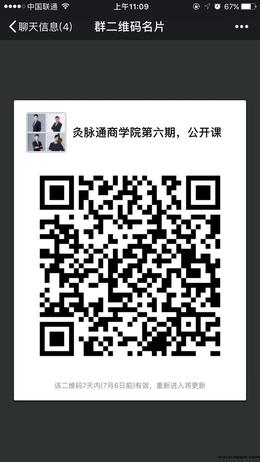 中国联通 上午11:09 67%
聊天信息(4) 群二维码名片
灸脉通商学院第六期，公开课
该二维码7天内(7月6日前)有效，重新进入将更新